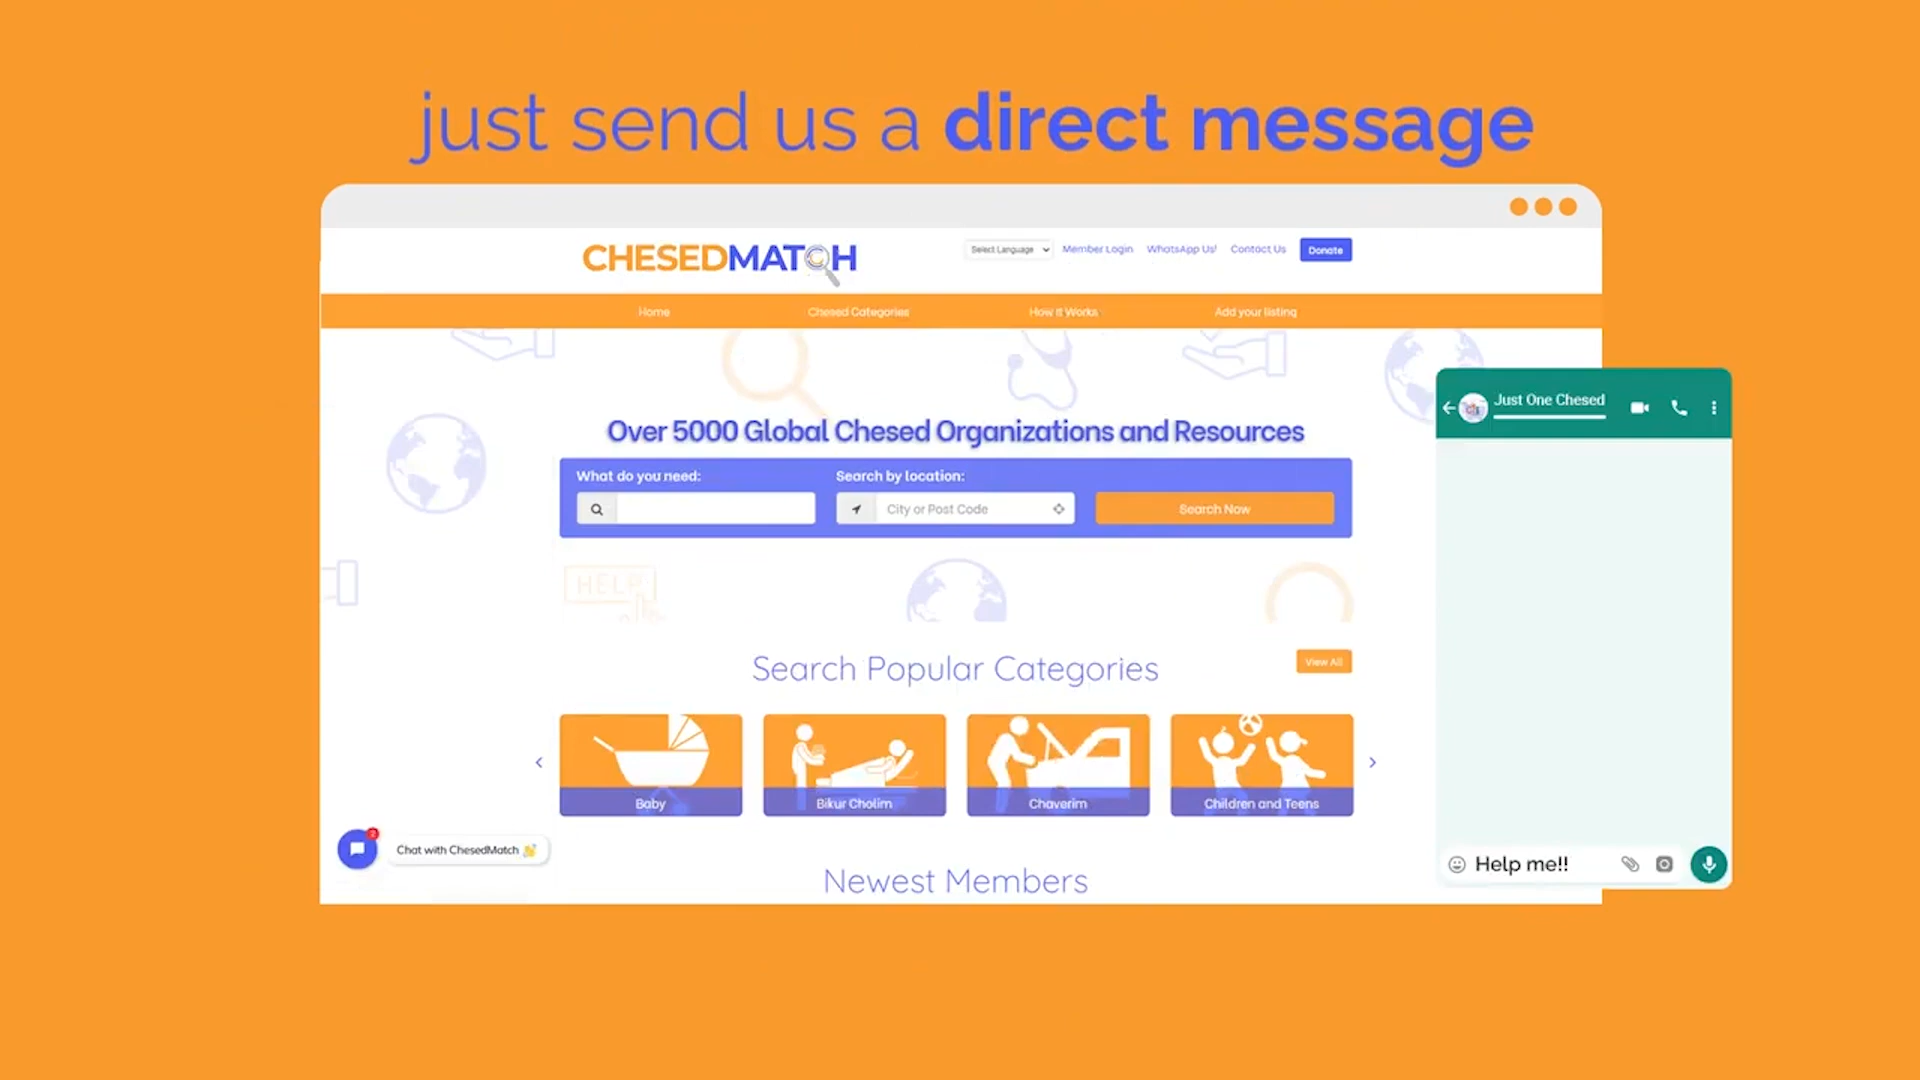 just send us a direct message
CHESEDMATCH
Select Language
Member Login
WhatsApp Us!
Contact Us
Donate
Home
Chesed Categories
How It Works
Add your listing
Just One Chesed
Over 5000 Global Chesed Organizations and Resources
What do you need:
Search by location:
City or Post Code
Search Now
HELP
Search Popular Categories
View All
Baby
Bikur Cholim
Chaverim
Children and Teens
2
Chat with ChesedMatch 👋
Help me!!
Newest Members